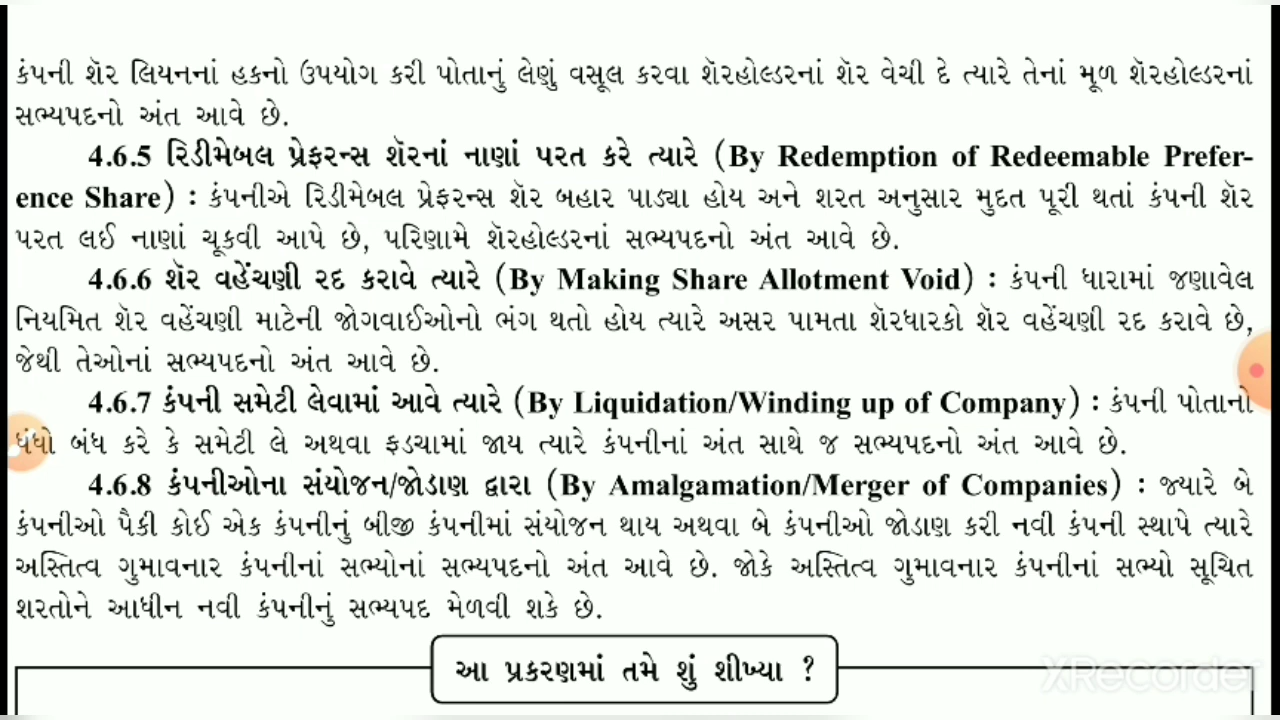 કંપની શૅર લિયનનાં હકનો ઉપયોગ કરી પોતાનું લેણું વસૂલ કરવા શૅરહોલ્ડરનાં શૅર વેચી દે ત્યારે તેનાં મૂળ શૅરહોલ્ડરનાં
સભ્યપદનો અંત આવે છે.
4.6.5 રિડીમેબલ પ્રેફરન્સ શૅરનાં નાણાં પરત કરે ત્યારે (By Redemption of Redeemable Prefer-
ence Share) : કંપનીએ રિડીમેબલ પ્રેફરન્સ શૅર બહાર પાડ્યા હોય અને શરત અનુસાર મુદત પૂરી થતાં કંપની શૅર
પરત લઈ નાણાં ચૂકવી આપે છે, પરિણામે શૅરહોલ્ડરનાં સભ્યપદનો અંત આવે છે.
4.6.6 શૅર વહેંચણી રદ કરાવે ત્યારે (By Making Share Allotment Void) : કંપની ધારામાં જણાવેલ
નિયમિત શૅર વહેંચણી માટેની જોગવાઈઓનો ભંગ થતો હોય ત્યારે અસર પામતા શૅરધારકો શૅર વહેંચણી રદ કરાવે છે,
જેથી તેઓનાં સભ્યપદનો અંત આવે છે.
4.6.7 કંપની સમેટી લેવામાં આવે ત્યારે (By Liquidation/Winding up of Company) : કંપની પોતાનો
ધંધો બંધ કરે કે સમેટી લે અથવા ફડચામાં જાય ત્યારે કંપનીનાં અંત સાથે જ સભ્યપદનો અંત આવે છે.
4.6.8 કંપનીઓના સંયોજન/જોડાણ દ્વારા (By Amalgamation/Merger of Companies) : જ્યારે બે
કંપનીઓ પૈકી કોઈ એક કંપનીનું બીજી કંપનીમાં સંયોજન થાય અથવા બે કંપનીઓ જોડાણ કરી નવી કંપની સ્થાપે ત્યારે
અસ્તિત્વ ગુમાવનાર કંપનીનાં સભ્યોનાં સભ્યપદનો અંત આવે છે. જોકે અસ્તિત્વ ગુમાવનાર કંપનીનાં સભ્યો સૂચિત
શરતોને આધીન નવી કંપનીનું સભ્યપદ મેળવી શકે છે.
આ પ્રકરણમાં તમે શું શીખ્યા ?
XRecorder